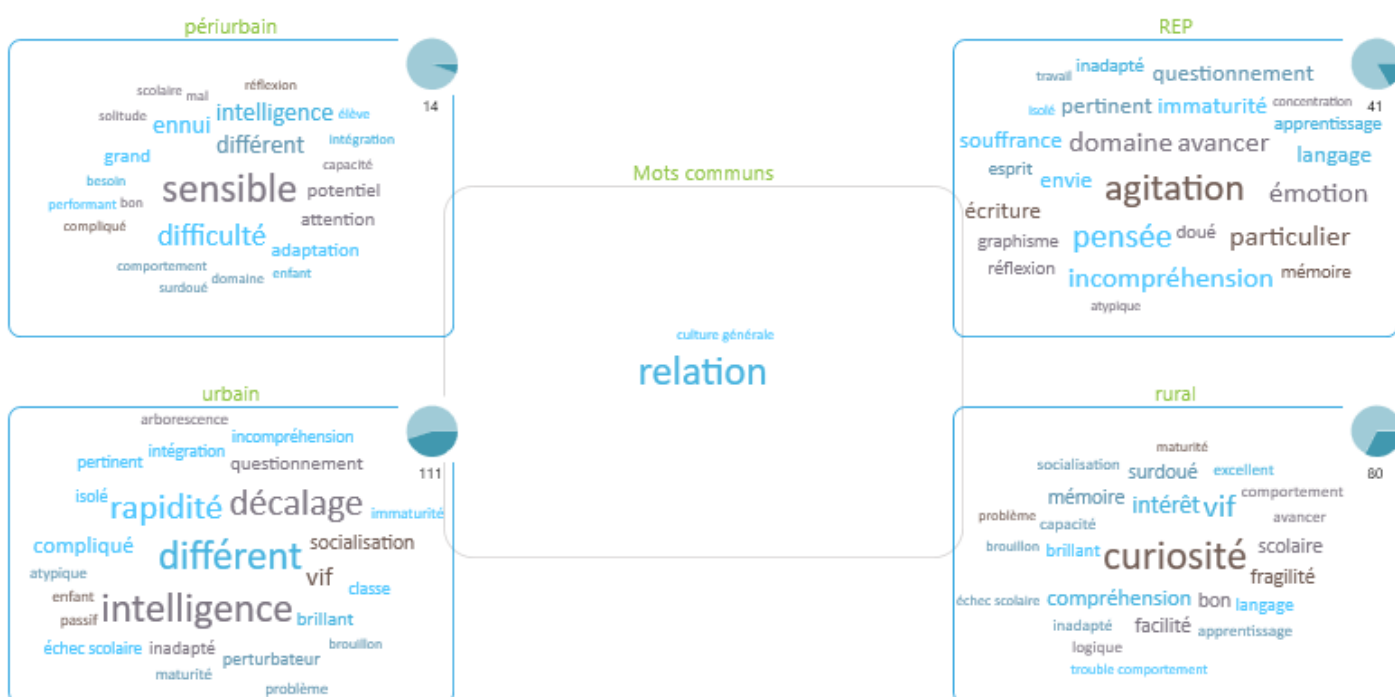 périurbain
14
réflexion
scolaire mal
solitude
intelligence élève
ennui
différent intégration
grand
capacité
besoin
sensible potentiel
performant bon
attention
compliqué
difficulté
adaptation
comportement
domaine enfant
surdoué
REP
41
travail inadapté questionnement
isolé pertinent immaturité concentration
apprentissage
souffrance domaine avancer
langage
esprit
envie agitation émotion
écriture
graphisme pensée doué particulier
réflexion incompréhension mémoire
atypique
Mots communs
culture générale
relation
urbain
111
arborescence
incompréhension
intégration
pertinent questionnement
isolé rapidité décalage
immaturité
compliqué différent socialisation
atypique
vif
classe
enfant
passif intelligence brillant
échec scolaire inadapté brouillon
perturbateur
maturité
problème
rural
80
maturité
socialisation surdoué excellent
mémoire intérêt vif comportement
problème
capacité avancer
brouillon brillant curiosité scolaire
fragilité
échec scolaire compréhension bon langage
inadapté facilité apprentissage
logique
trouble comportement